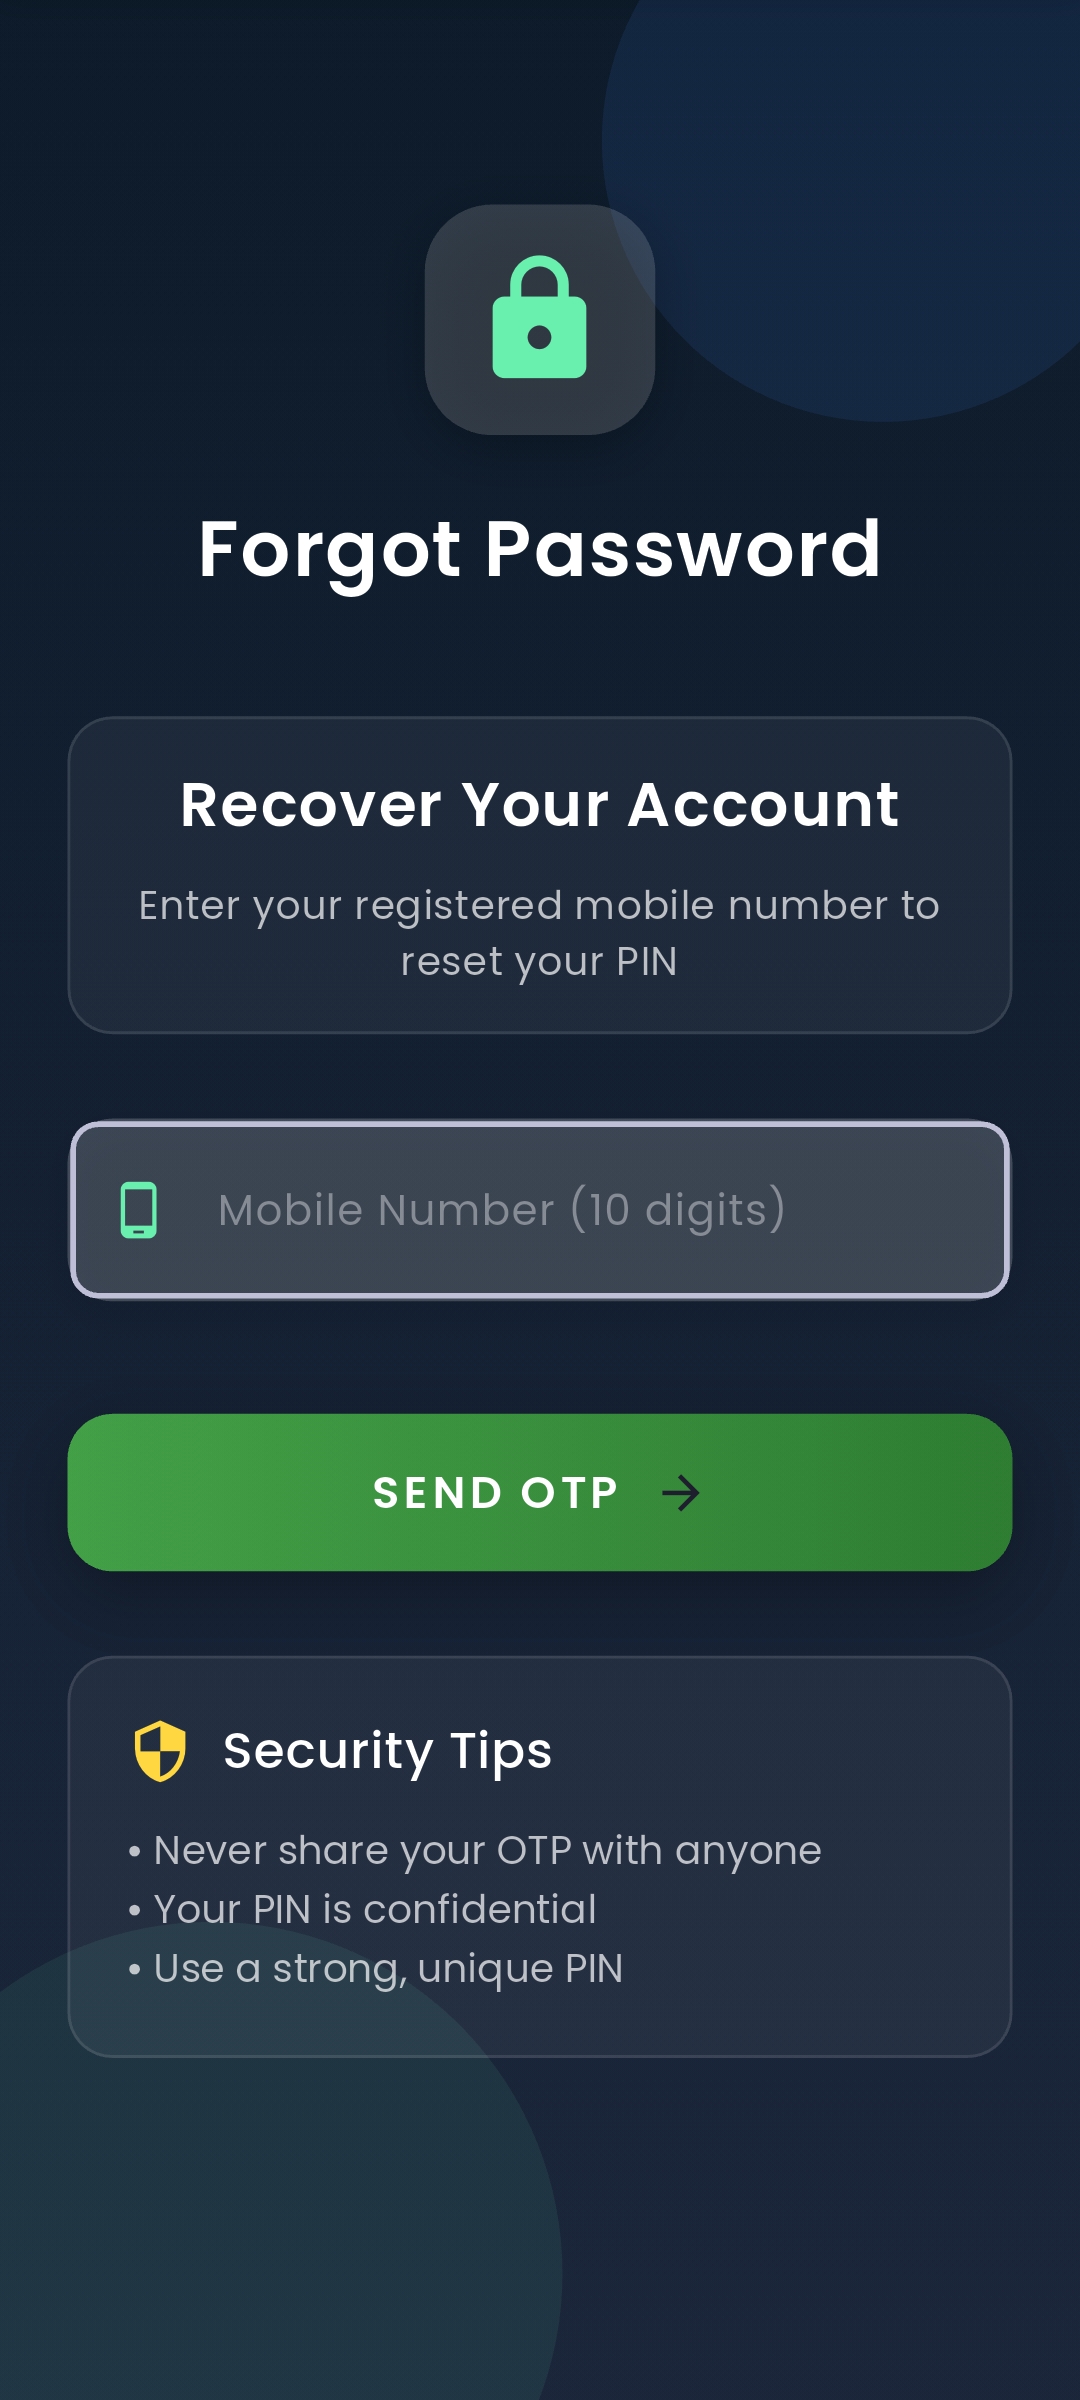 Forgot Password
Recover Your Account
Enter your registered mobile number to
reset your PIN
Mobile Number (10 digits)
SEND OTP
Security Tips
• Never share your OTP with anyone
• Your PIN is confidential
• Use a strong, unique PIN